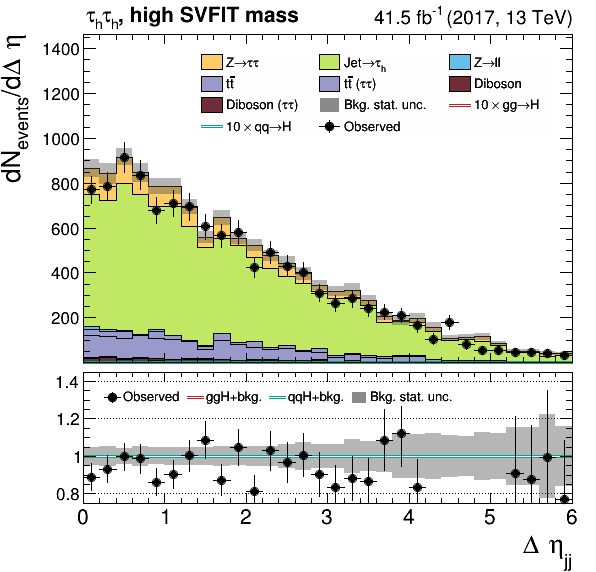 τhτh, high SVFIT mass 41.5 fb⁻¹ (2017, 13 TeV)
dNevents/dΔ η
1400
1200
1000
800
600
400
200
Z→ττ Jet→τh Z→ll
tt̄ tt̄ (ττ) Diboson
Diboson (ττ) Bkg. stat. unc. 10 × gg→H
10 × qq→H Observed
1.4
1.2
1
0.8
Observed ggH+bkg. qqH+bkg. Bkg. stat. unc.
0 1 2 3 4 5 6
Δ ηjj